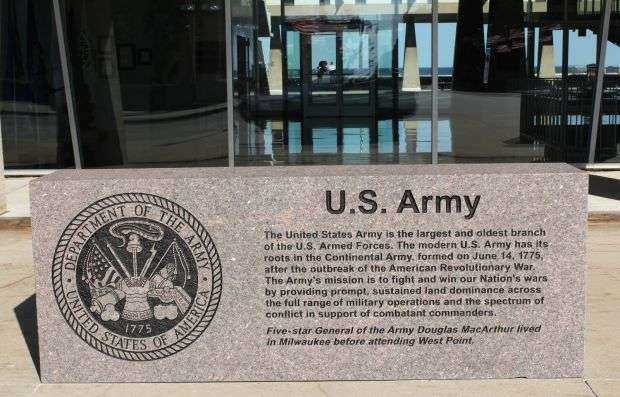 DEPARTMENT OF THE ARMY
UNITED STATES OF AMERICA
1775
U.S. Army
The United States Army is the largest and oldest branch
of the U.S. Armed Forces. The modern U.S. Army has its
roots in the Continental Army, formed on June 14, 1775,
after the outbreak of the American Revolutionary War.
The Army's mission is to fight and win our Nation's wars
by providing prompt, sustained land dominance across
the full range of military operations and the spectrum of
conflict in support of combatant commanders.
Five-star General of the Army Douglas MacArthur lived
in Milwaukee before attending West Point.